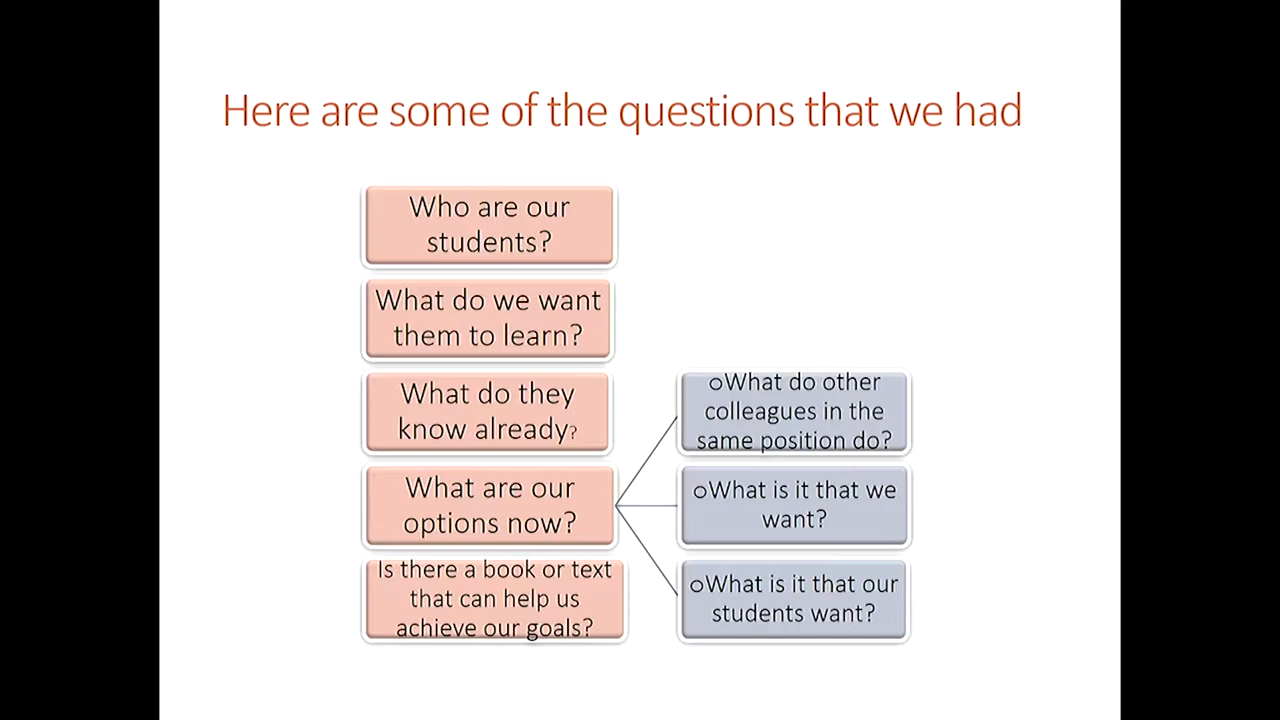 Here are some of the questions that we had
Who are our
students?
What do we want
them to learn?
What do they
know already?
What are our
options now?
Is there a book or text
that can help us
achieve our goals?
oWhat do other
colleagues in the
same position do?
oWhat is it that we
want?
oWhat is it that our
students want?